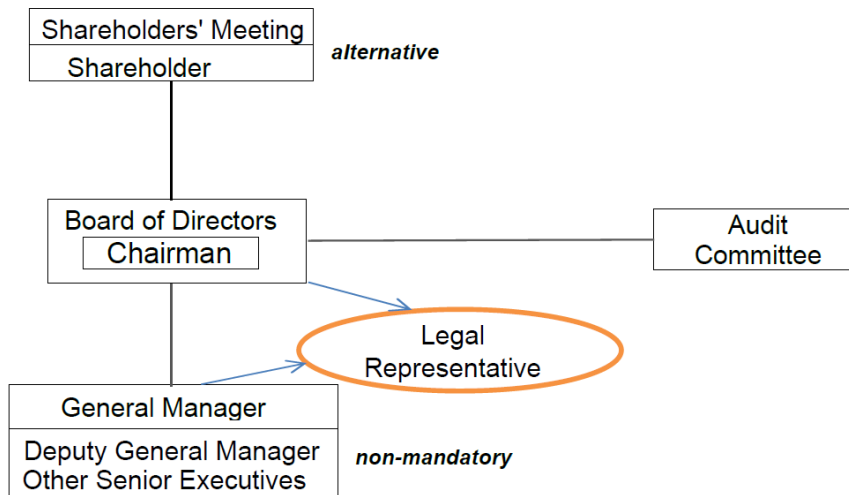 Shareholders' Meeting
Shareholder
alternative
Board of Directors
Chairman
Audit
Committee
Legal
Representative
General Manager
Deputy General Manager
Other Senior Executives
non-mandatory